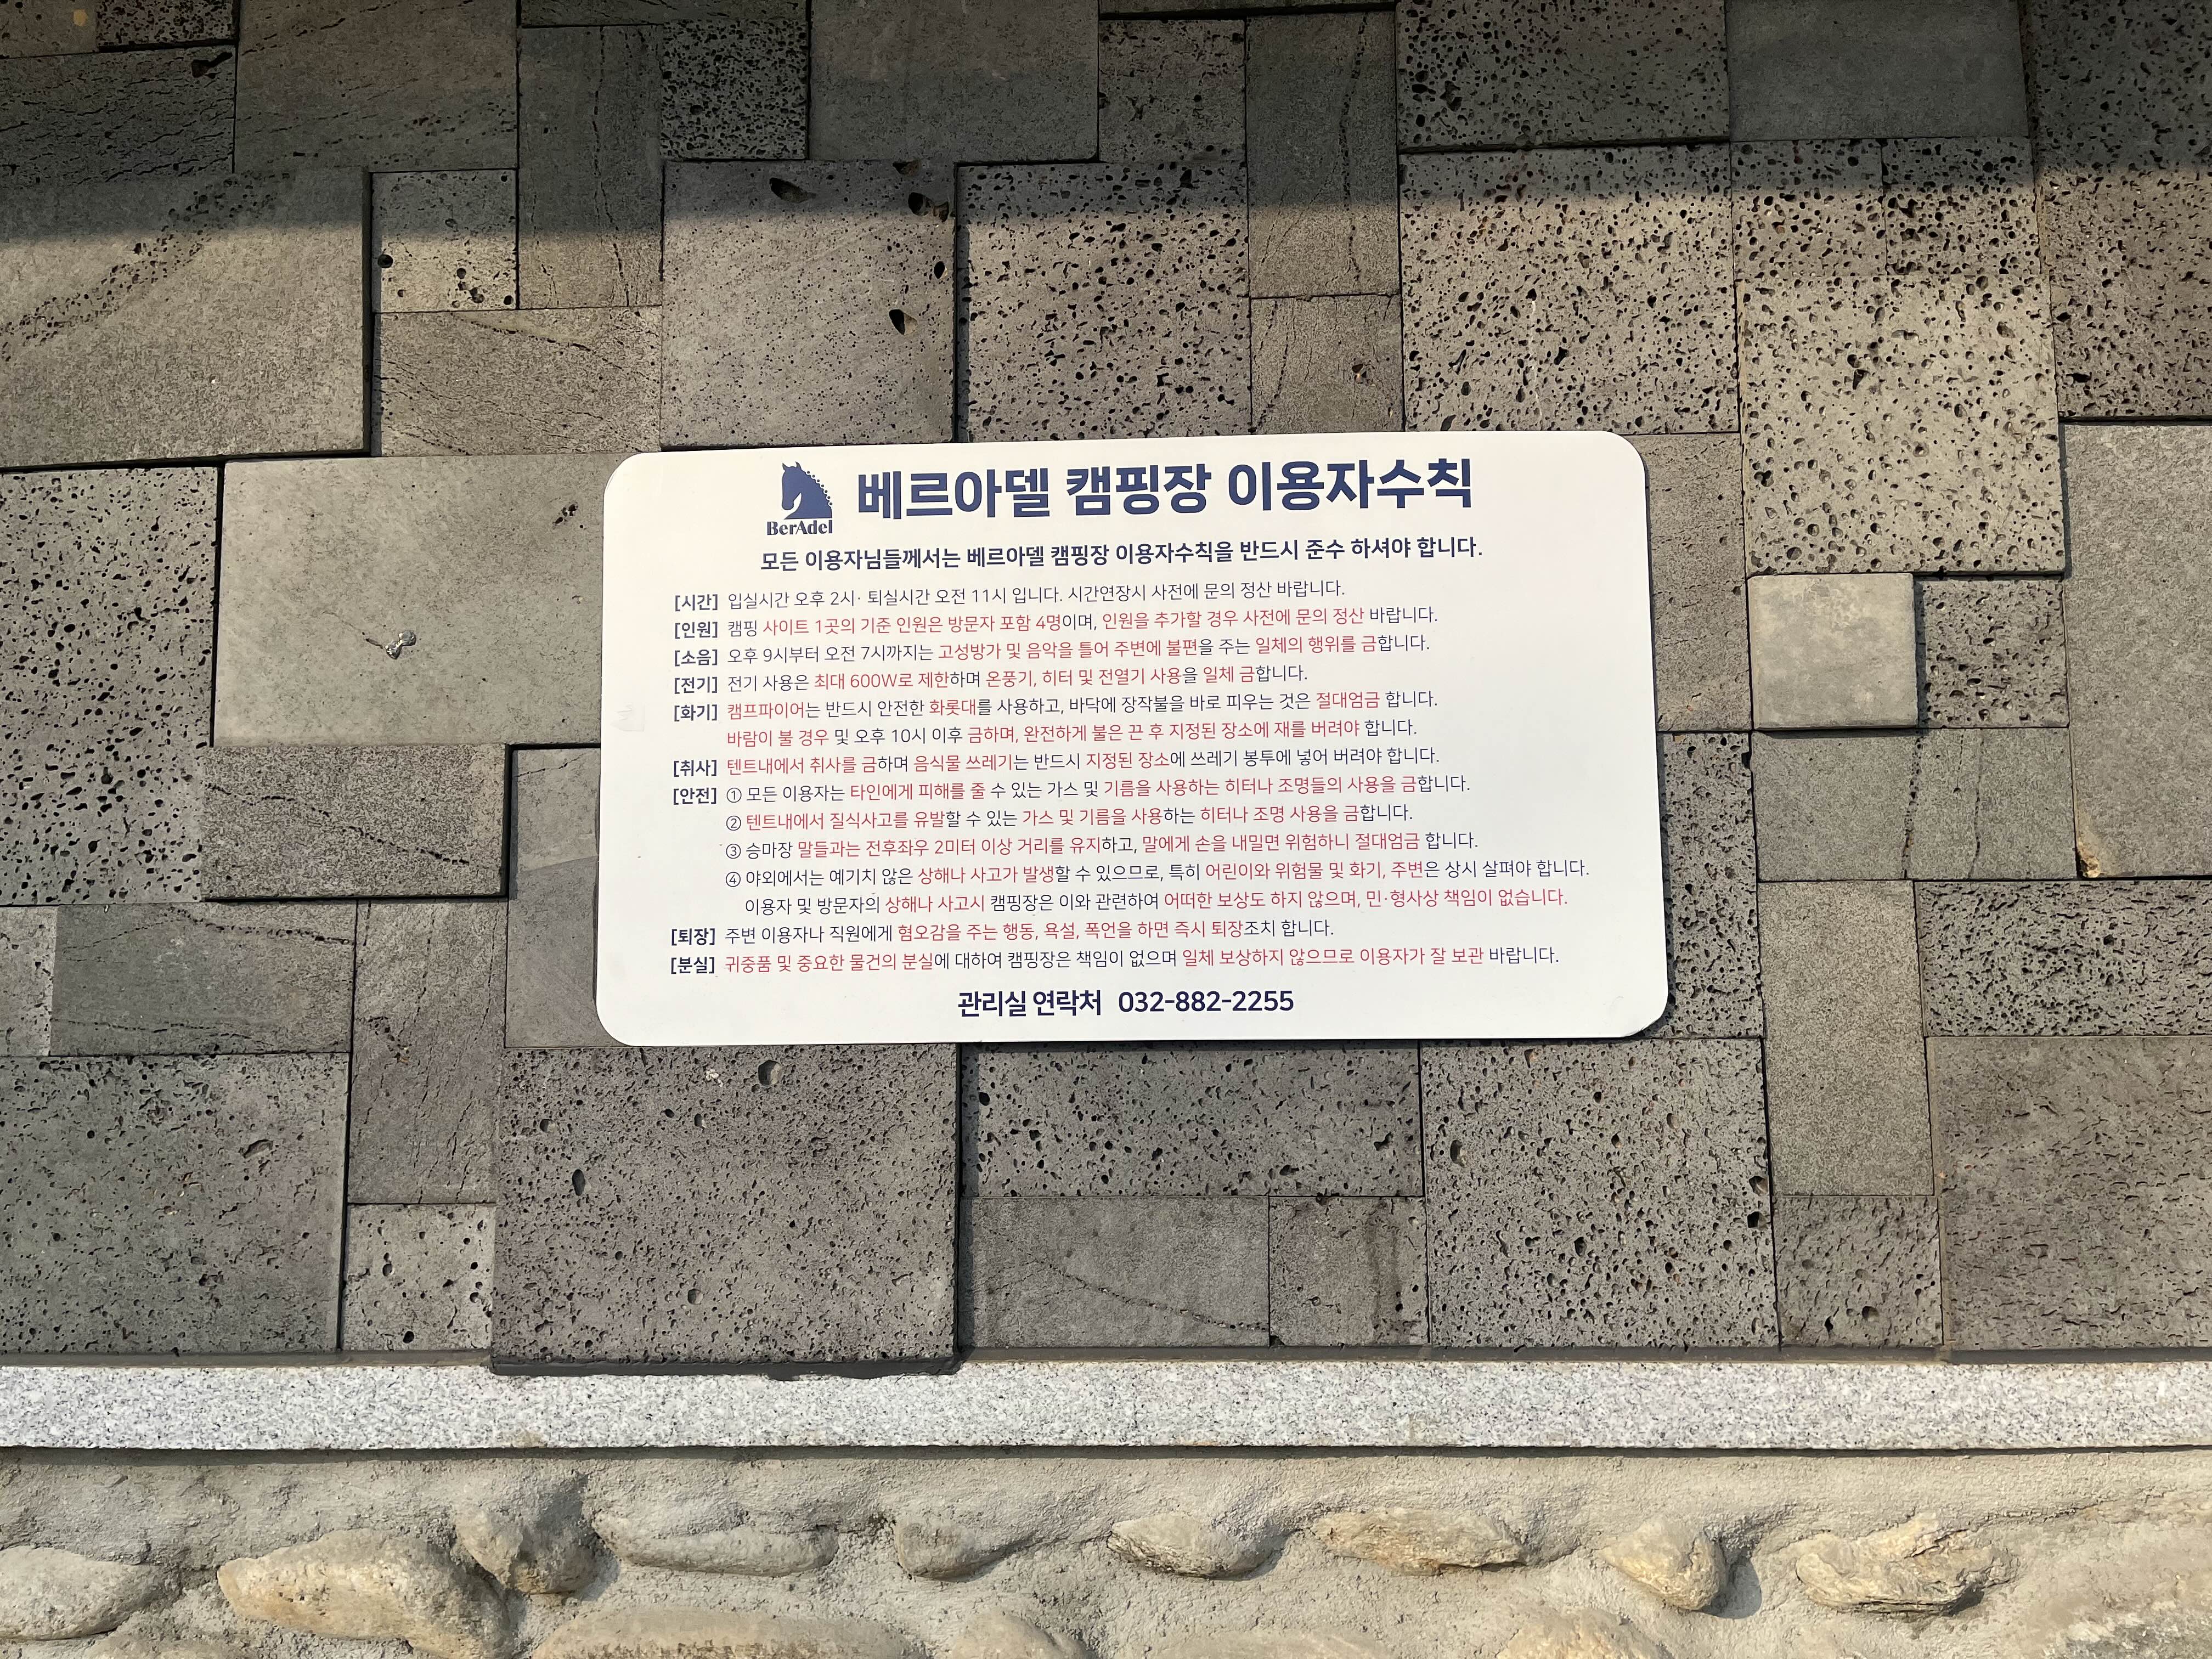 BerAdel
베르아델 캠핑장 이용자수칙
모든 이용자님들께서는 베르아델 캠핑장 이용자수칙을 반드시 준수 하셔야 합니다.
[시간] 입실시간 오후 2시· 퇴실시간 오전 11시 입니다. 시간연장시 사전에 문의 정산 바랍니다.
[인원] 캠핑 사이트 1곳의 기준 인원은 방문자 포함 4명이며, 인원을 추가할 경우 사전에 문의 정산 바랍니다.
[소음] 오후 9시부터 오전 7시까지는 고성방가 및 음악을 틀어 주변에 불편을 주는 일체의 행위를 금합니다.
[전기] 전기 사용은 최대 600W로 제한하며 온풍기, 히터 및 전열기 사용을 일체 금합니다.
[화기] 캠프파이어는 반드시 안전한 화롯대를 사용하고, 바닥에 장작불을 바로 피우는 것은 절대엄금 합니다.
바람이 불 경우 및 오후 10시 이후 금하며, 완전하게 불은 끈 후 지정된 장소에 재를 버려야 합니다.
[취사] 텐트내에서 취사를 금하며 음식물 쓰레기는 반드시 지정된 장소에 쓰레기 봉투에 넣어 버려야 합니다.
[안전] ① 모든 이용자는 타인에게 피해를 줄 수 있는 가스 및 기름을 사용하는 히터나 조명들의 사용을 금합니다.
② 텐트내에서 질식사고를 유발할 수 있는 가스 및 기름을 사용하는 히터나 조명 사용을 금합니다.
③ 승마장 말들과는 전후좌우 2미터 이상 거리를 유지하고, 말에게 손을 내밀면 위험하니 절대엄금 합니다.
④ 야외에서는 예기치 않은 상해나 사고가 발생할 수 있으므로, 특히 어린이와 위험물 및 화기, 주변은 상시 살펴야 합니다.
이용자 및 방문자의 상해나 사고시 캠핑장은 이와 관련하여 어떠한 보상도 하지 않으며, 민·형사상 책임이 없습니다.
[퇴장] 주변 이용자나 직원에게 혐오감을 주는 행동, 욕설, 폭언을 하면 즉시 퇴장조치 합니다.
[분실] 귀중품 및 중요한 물건의 분실에 대하여 캠핑장은 책임이 없으며 일체 보상하지 않으므로 이용자가 잘 보관 바랍니다.
관리실 연락처 032-882-2255